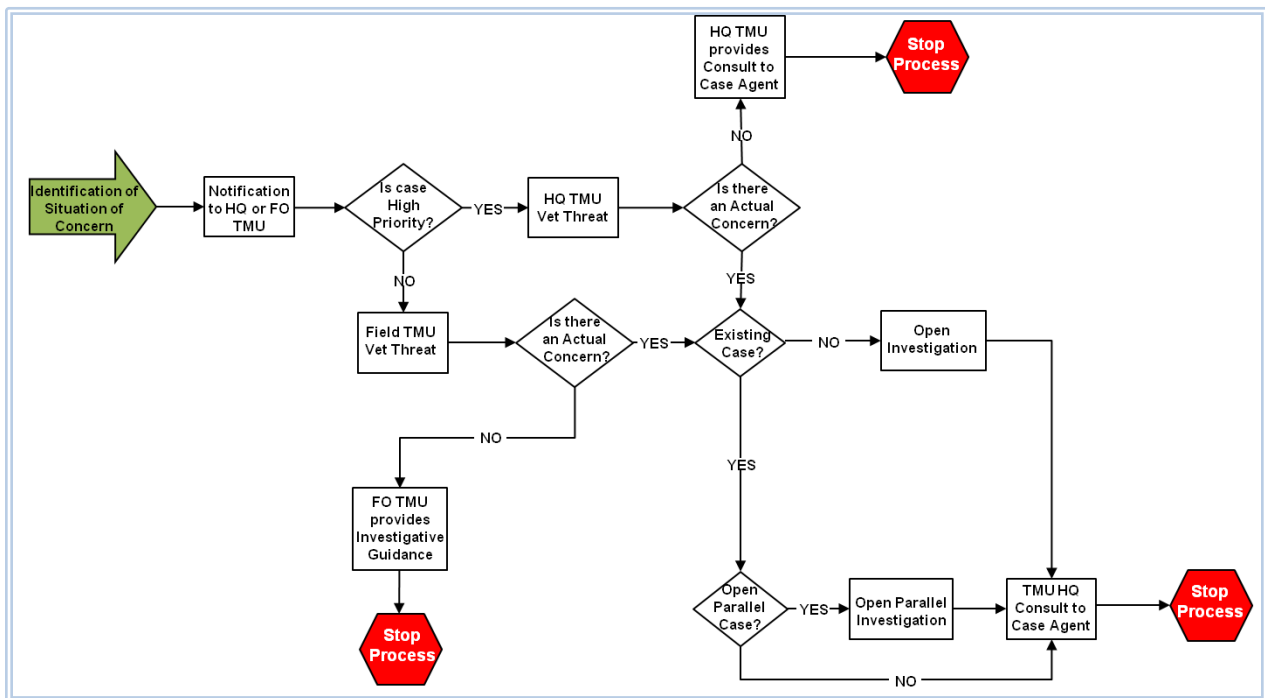 HQ TMU
provides
Consult to
Case Agent
Stop
Process
NO
Identification of
Situation of
Concern
Notification
to HQ or FO
TMU
Is case
High
Priority?
YES
HQ TMU
Vet Threat
Is there
an Actual
Concern?
NO
YES
Field TMU
Vet Threat
Is there
an Actual
Concern?
YES
Existing
Case?
NO
Open
Investigation
NO
YES
FO TMU
provides
Investigative
Guidance
Stop
Process
Open
Parallel
Case?
YES
Open Parallel
Investigation
TMU HQ
Consult to
Case Agent
Stop
Process
NO